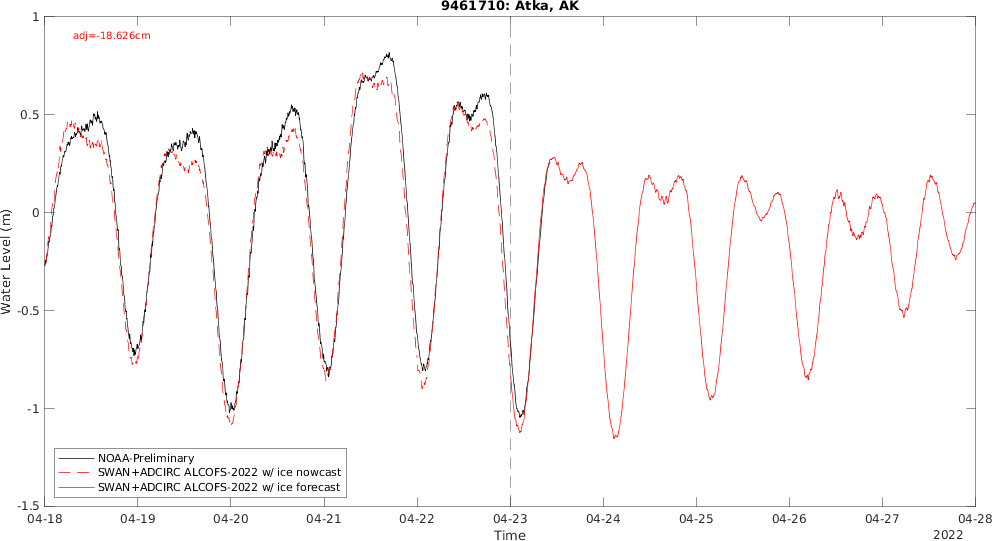 9461710: Atka, AK
adj=-18.626cm
1
0.5
0
-0.5
-1
-1.5
Water Level (m)
NOAA-Preliminary
SWAN+ADCIRC ALCOFS-2022 w/ ice nowcast
SWAN+ADCIRC ALCOFS-2022 w/ ice forecast
04-18 04-19 04-20 04-21 04-22 04-23 04-24 04-25 04-26 04-27 04-28
Time
2022